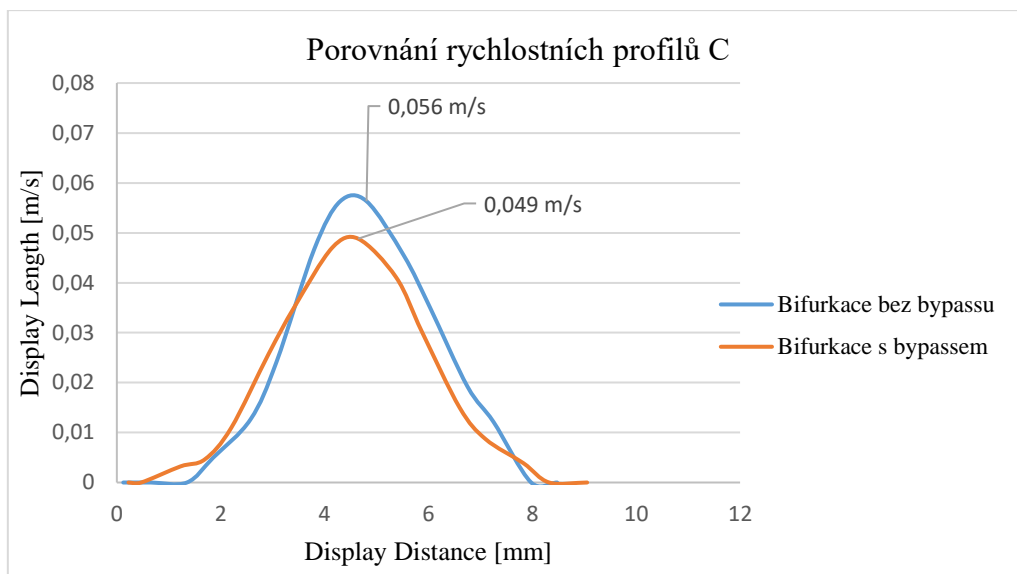 Porovnání rychlostních profilů C
0,08
0,07
0,06
0,05
0,04
0,03
0,02
0,01
0
0
2
4
6
8
10
12
Display Length [m/s]
Display Distance [mm]
0,056 m/s
0,049 m/s
Bifurkace bez bypassu
Bifurkace s bypassem